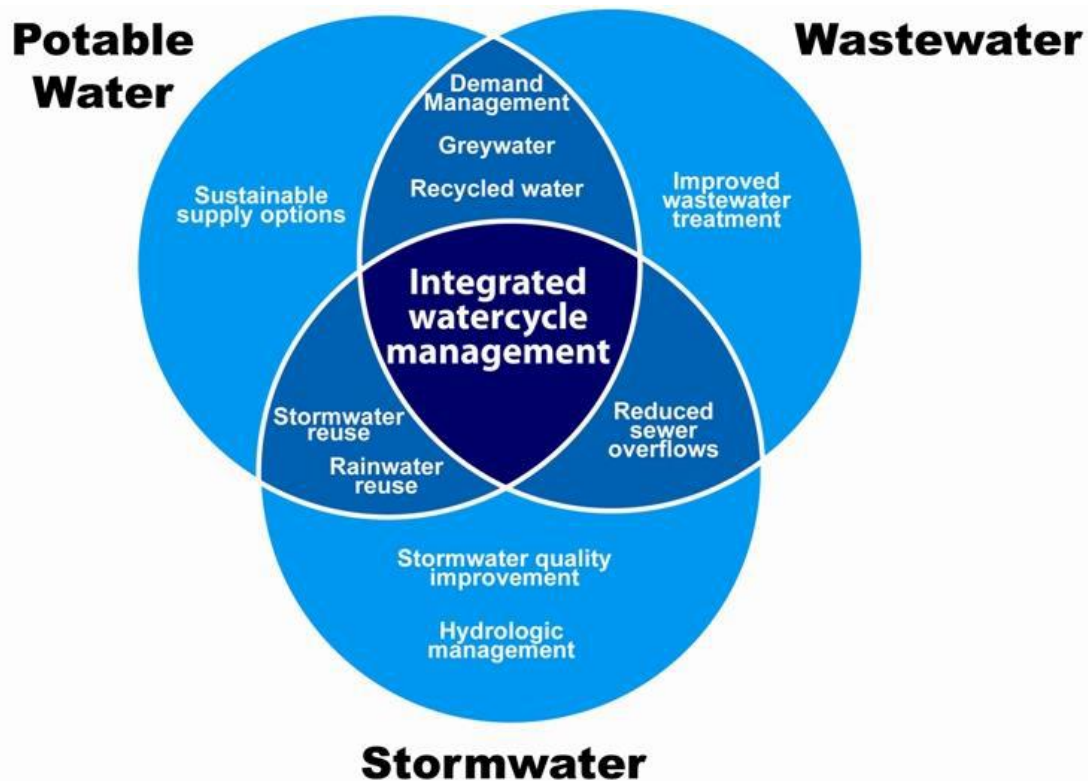 Potable
Water
Wastewater
Demand
Management
Greywater
Recycled water
Sustainable
supply options
Improved
wastewater
treatment
Integrated
watercycle
management
Stormwater
reuse
Rainwater
reuse
Reduced
sewer
overflows
Stormwater quality
improvement
Hydrologic
management
Stormwater